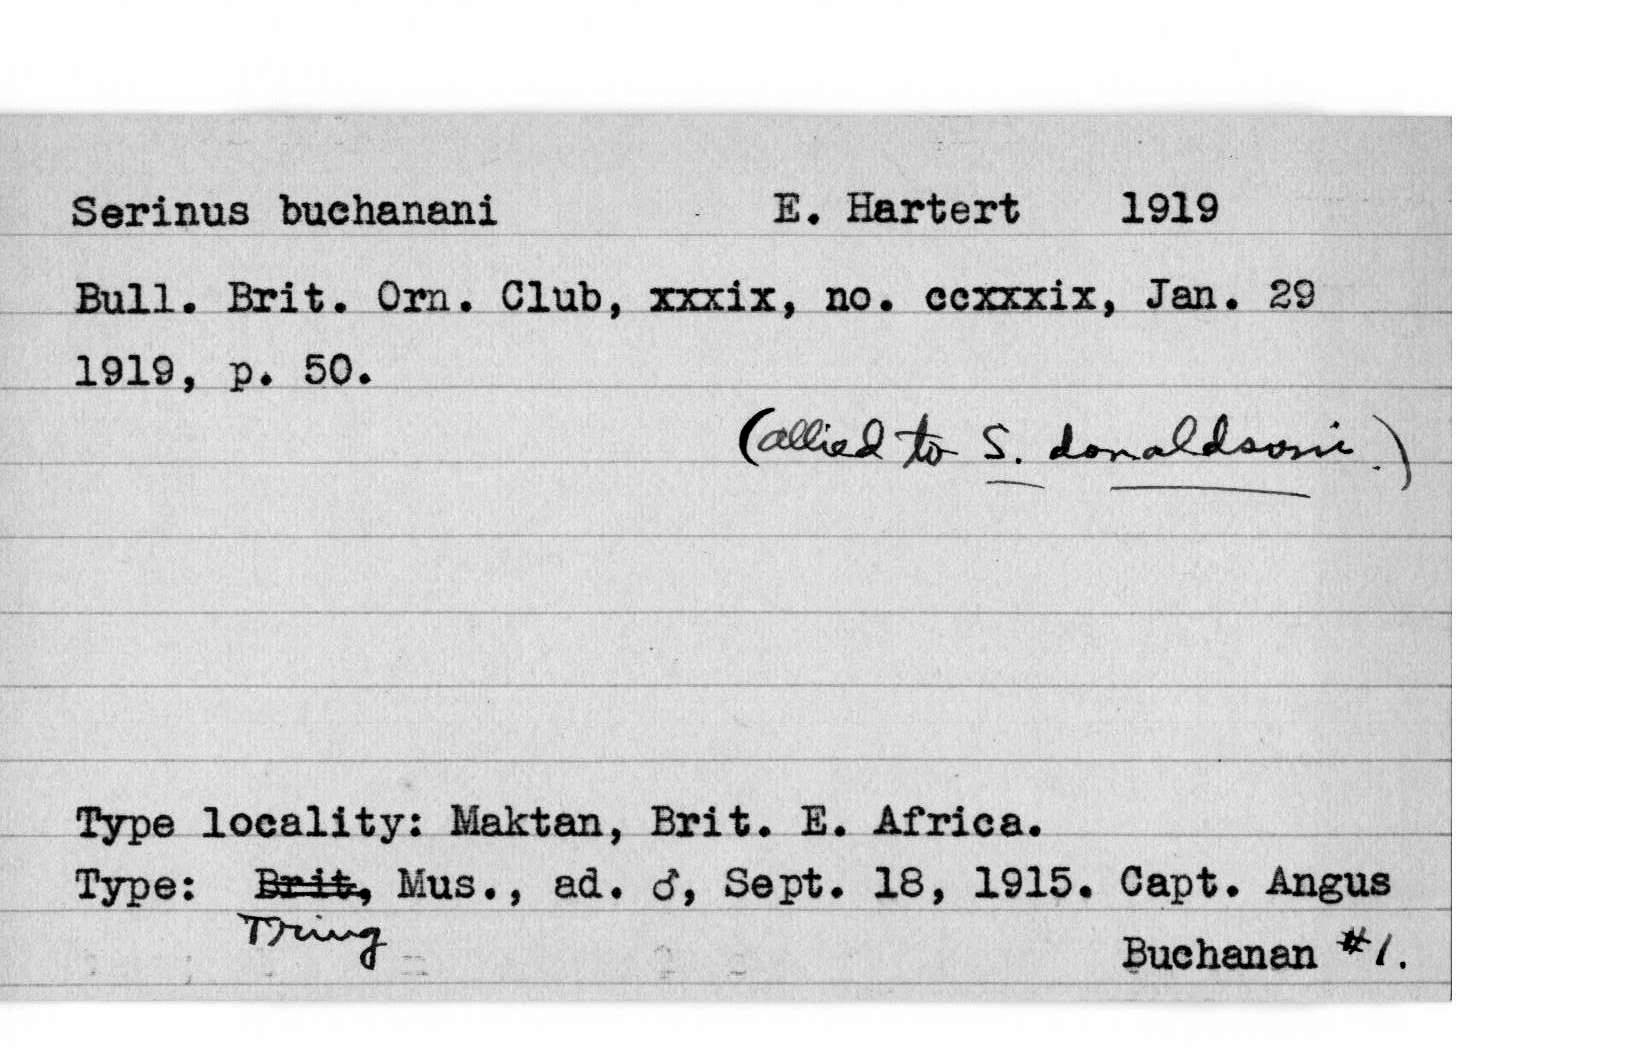 Serinus buchanani E. Hartert 1919
Bull. Brit. Orn. Club, xxxix, no. ccxxxix, Jan. 29
1919, p. 50.
(allied to S. donaldsoni.)
Type locality: Maktan, Brit. E. Africa.
Type: Brit, Mus., ad. ♂, Sept. 18, 1915. Capt. Angus
Tring
Buchanan #1.